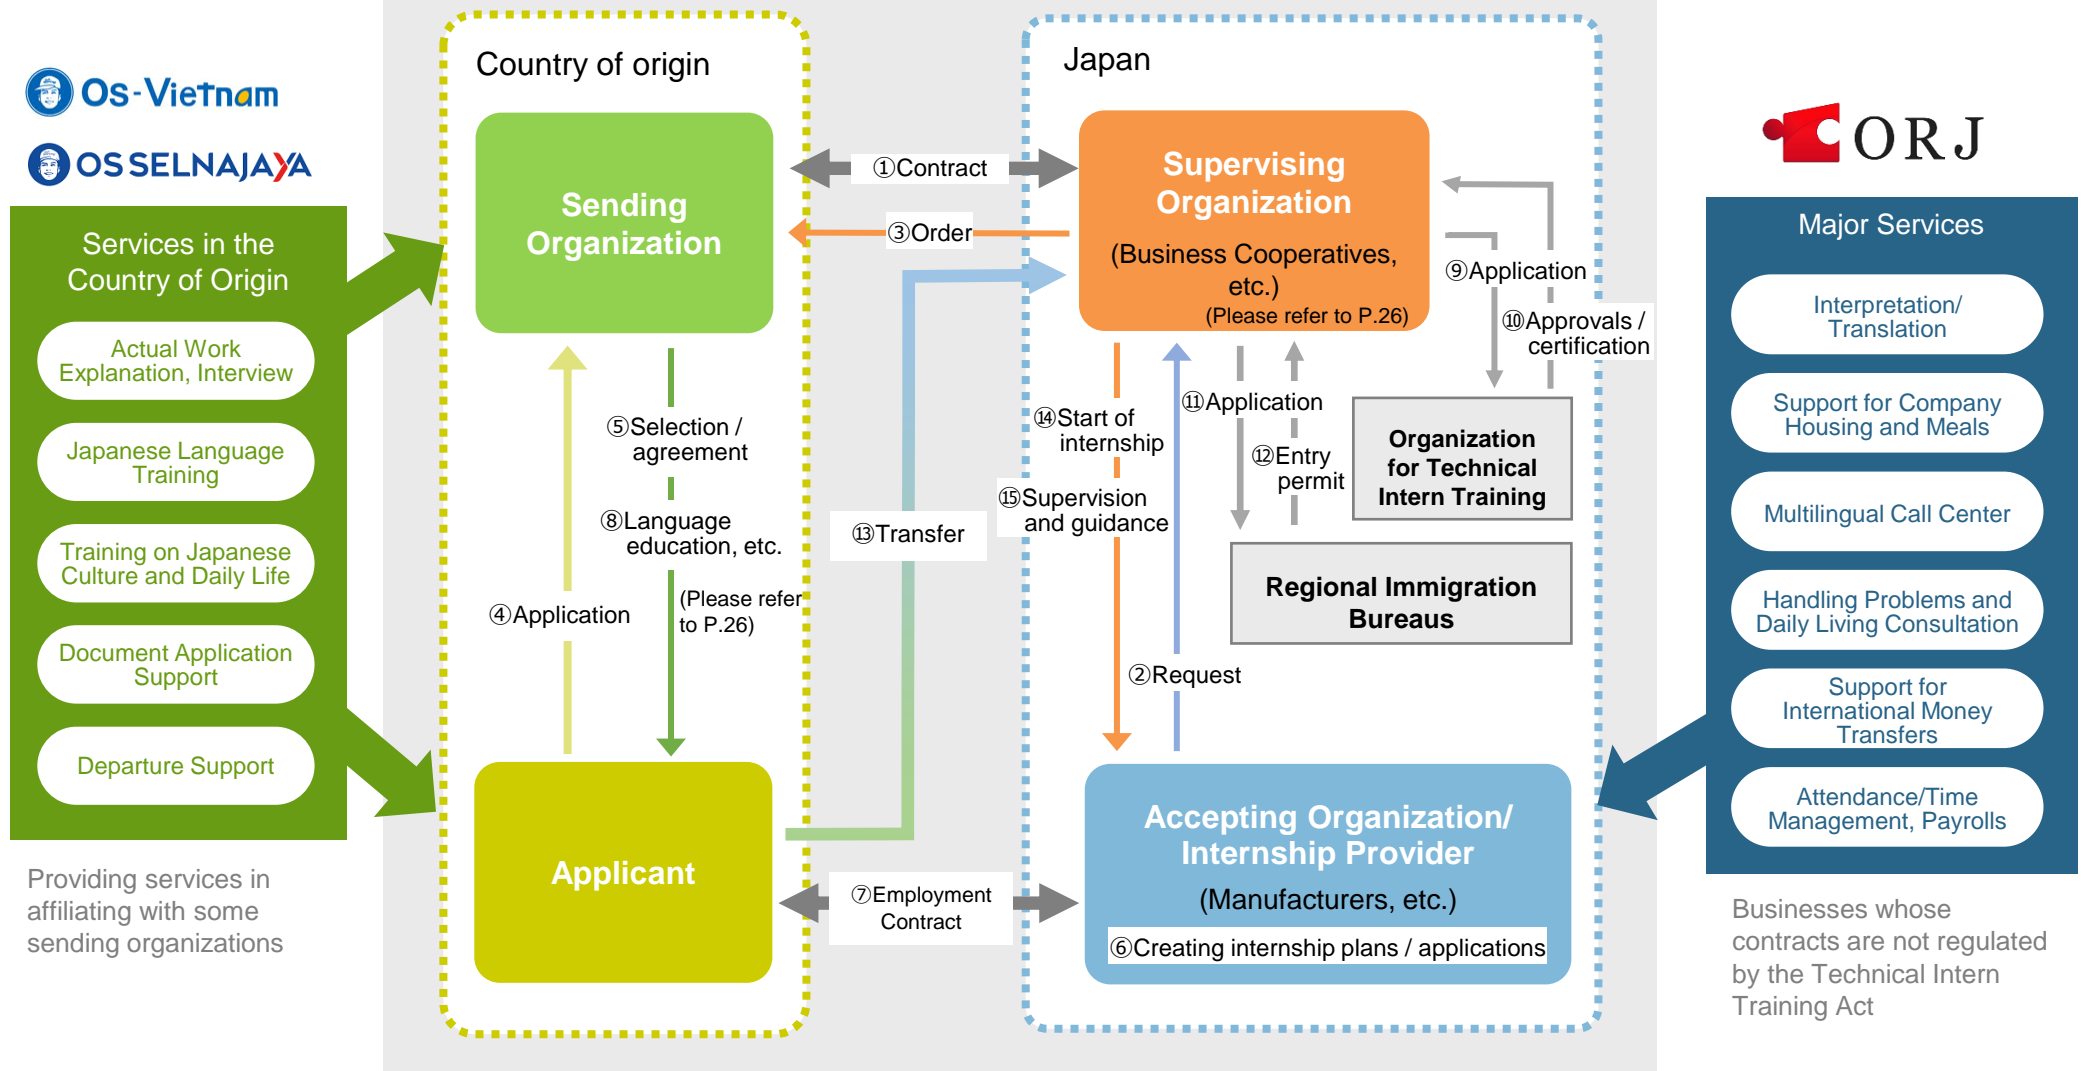 Os-Vietnam
OS SELNAJAYA
Services in the
Country of Origin
Actual Work
Explanation, Interview
Japanese Language
Training
Training on Japanese
Culture and Daily Life
Document Application
Support
Departure Support
Providing services in
affiliating with some
sending organizations
Country of origin
Sending
Organization
⑤Selection /
agreement
⑧Language
education, etc.
(Please refer
to P.26)
④Application
Applicant
①Contract
③Order
⑬Transfer
⑦Employment
Contract
Japan
Supervising
Organization
(Business Cooperatives,
etc.)
(Please refer to P.26)
⑨Application
⑩Approvals /
certification
⑭Start of
internship
⑪Application
⑫Entry
permit
⑮Supervision
and guidance
Organization
for Technical
Intern Training
Regional Immigration
Bureaus
②Request
Accepting Organization/
Internship Provider
(Manufacturers, etc.)
⑥Creating internship plans / applications
ORJ
Major Services
Interpretation/
Translation
Support for Company
Housing and Meals
Multilingual Call Center
Handling Problems and
Daily Living Consultation
Support for
International Money
Transfers
Attendance/Time
Management, Payrolls
Businesses whose
contracts are not regulated
by the Technical Intern
Training Act